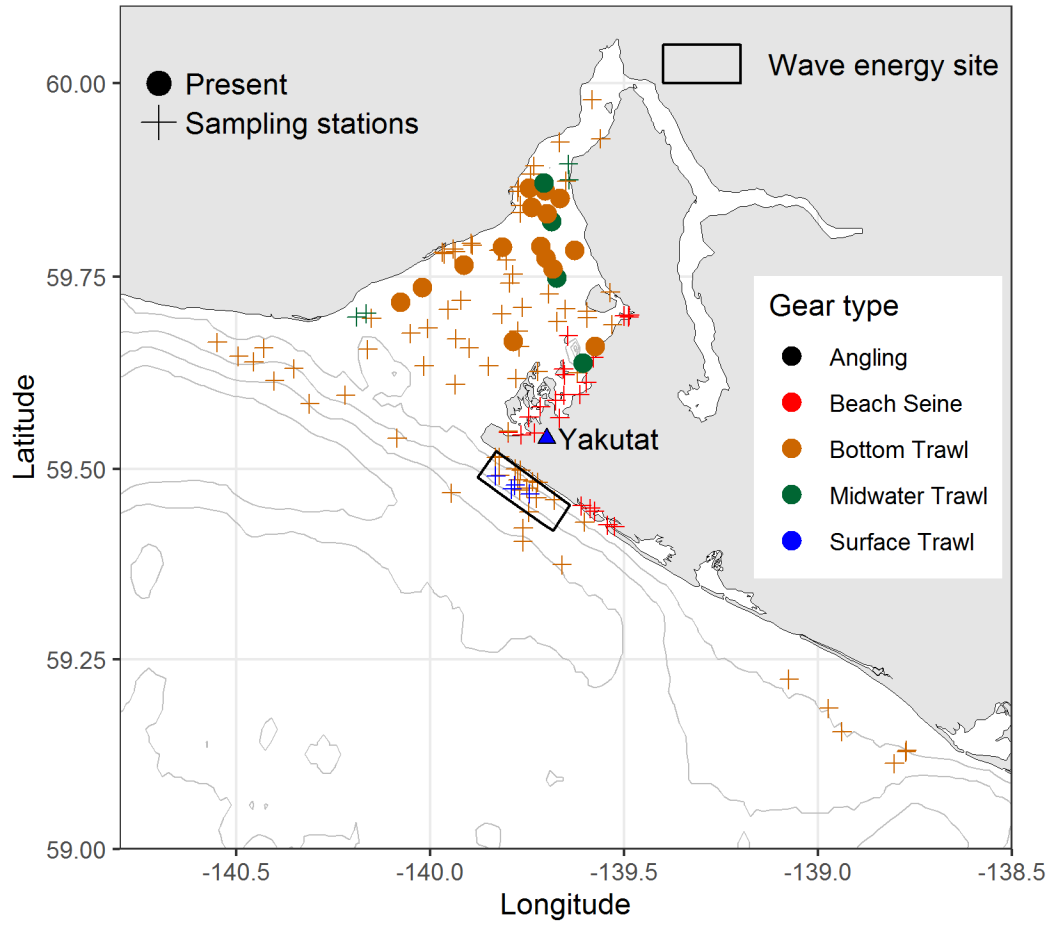 60.00
59.75
59.50
59.25
59.00
Latitude
Present
Sampling stations
Wave energy site
Yakutat
Gear type
Angling
Beach Seine
Bottom Trawl
Midwater Trawl
Surface Trawl
-140.5
-140.0
-139.5
-139.0
-138.5
Longitude